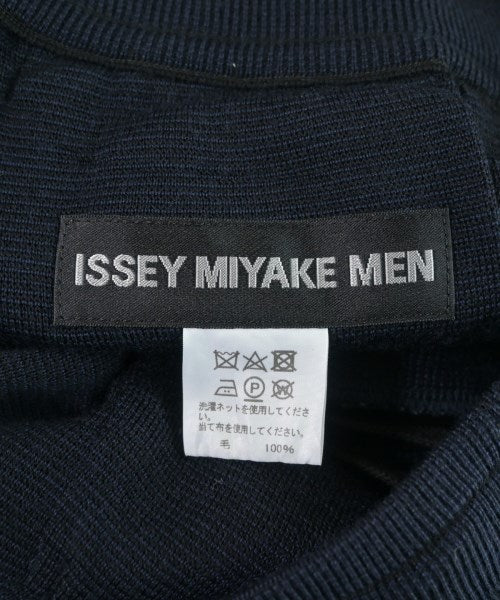 ISSEY MIYAKE MEN
P
W
洗濯ネットを使用してくださ
い。
当て布を使用してください。
毛 100%